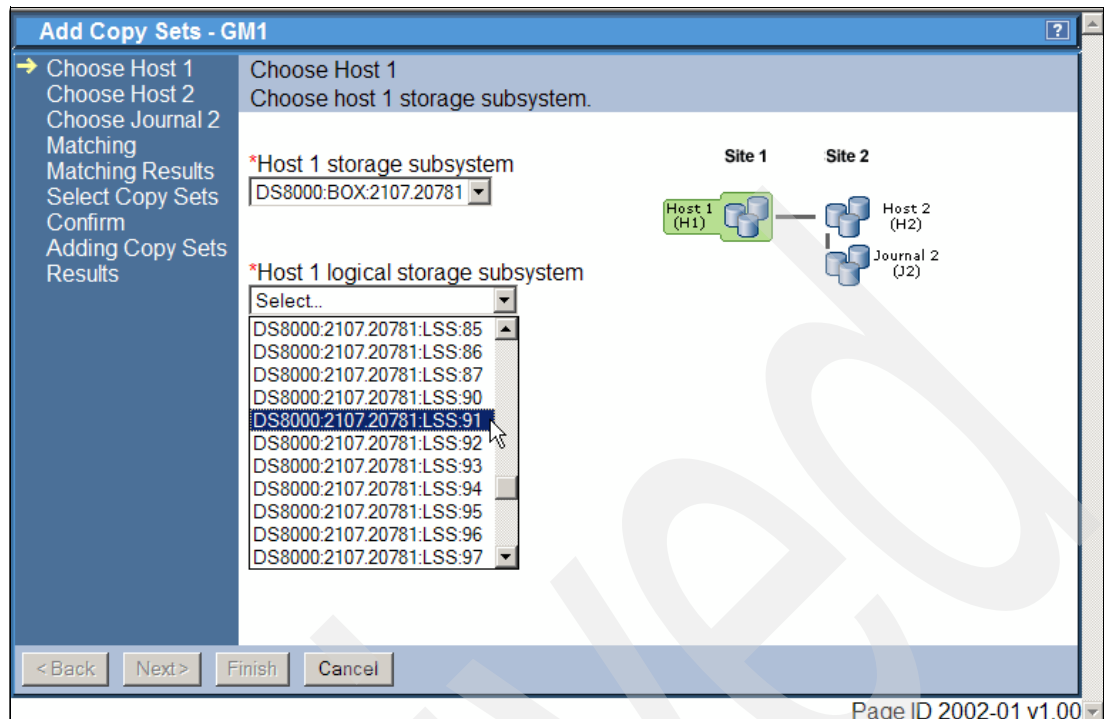 Add Copy Sets - GM1
?
Choose Host 1
Choose Host 2
Choose Journal 2
Matching
Matching Results
Select Copy Sets
Confirm
Adding Copy Sets
Results
Choose Host 1
Choose host 1 storage subsystem.
*Host 1 storage subsystem
DS8000:BOX:2107.20781
*Host 1 logical storage subsystem
Select...
DS8000:2107.20781:LSS:85
DS8000:2107.20781:LSS:86
DS8000:2107.20781:LSS:87
DS8000:2107.20781:LSS:90
DS8000:2107.20781:LSS:91
DS8000:2107.20781:LSS:92
DS8000:2107.20781:LSS:93
DS8000:2107.20781:LSS:94
DS8000:2107.20781:LSS:95
DS8000:2107.20781:LSS:96
DS8000:2107.20781:LSS:97
Site 1
Site 2
Host 1
(H1)
Host 2
(H2)
Journal 2
(J2)
< Back
Next >
Finish
Cancel
Page ID 2002-01 v1.00